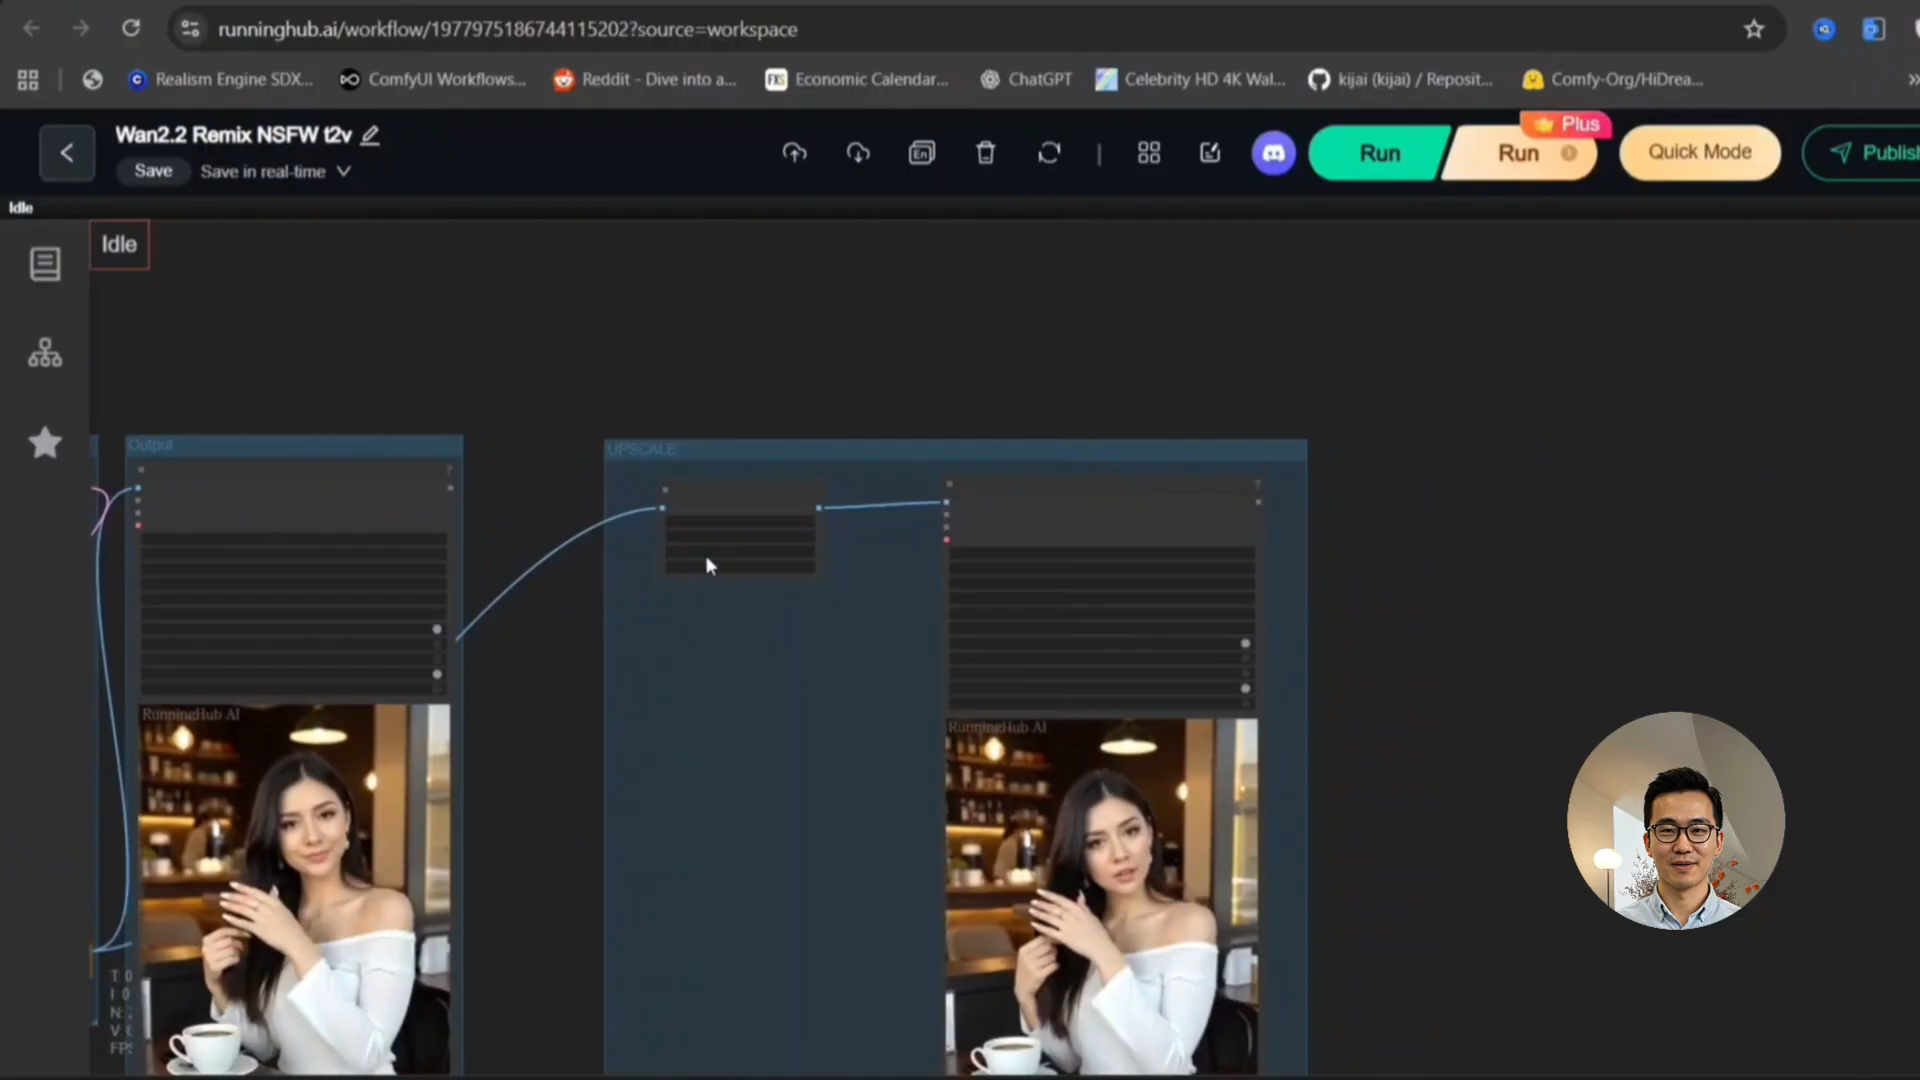 runninghub.ai/workflow/1977975186744115202?source=workspace
Realism Engine SDX... ComfyUI Workflows... Reddit - Dive into a... Economic Calendar... ChatGPT Celebrity HD 4K Wal... kijai (kijai) / Reposit... Comfy-Org/HiDrea...
Plus
Wan2.2 Remix NSFW t2v
Save Save in real-time
En
Run Run Quick Mode Publish
Idle
Idle
Output
UPSCALE
RunningHub AI
RunningHub AI